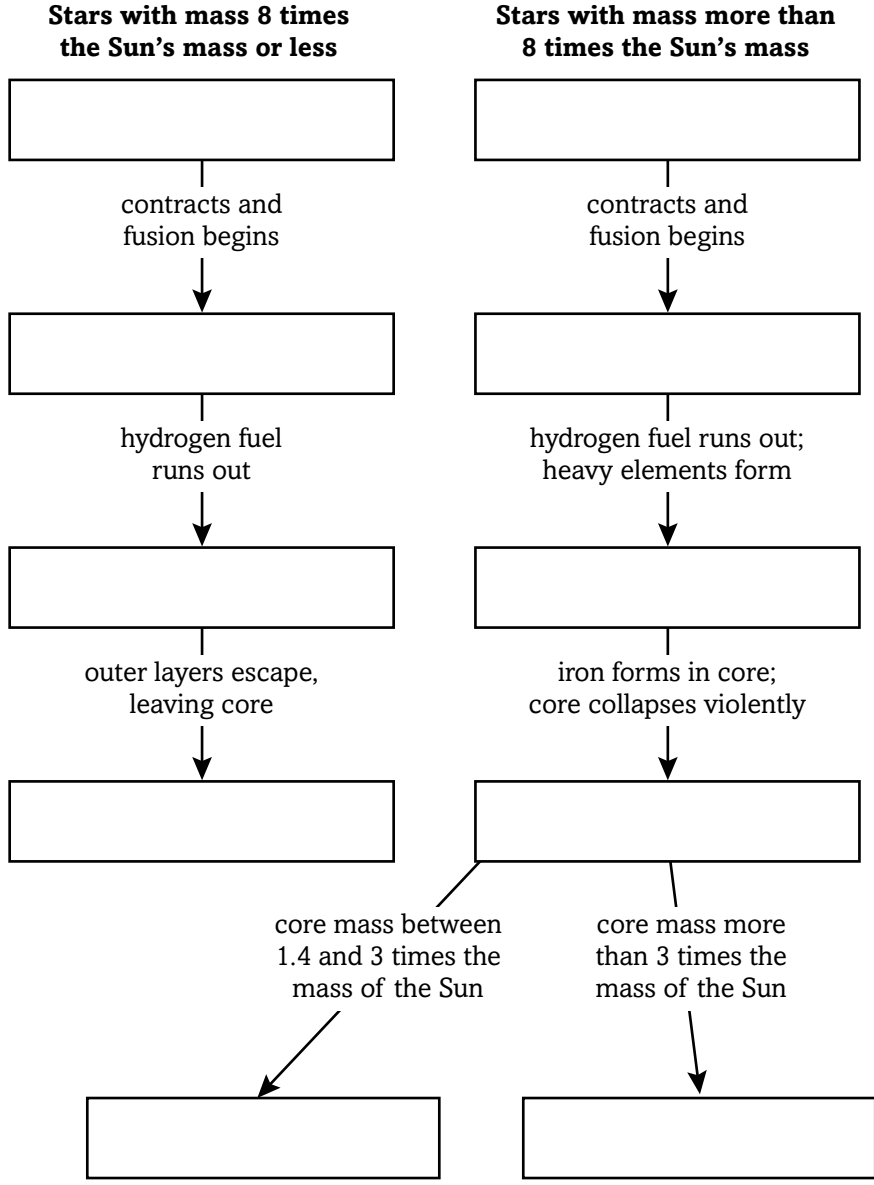 Stars with mass 8 times
the Sun’s mass or less
Stars with mass more than
8 times the Sun’s mass
contracts and
fusion begins
contracts and
fusion begins
hydrogen fuel
runs out
hydrogen fuel runs out;
heavy elements form
outer layers escape,
leaving core
iron forms in core;
core collapses violently
core mass between
1.4 and 3 times the
mass of the Sun
core mass more
than 3 times the
mass of the Sun